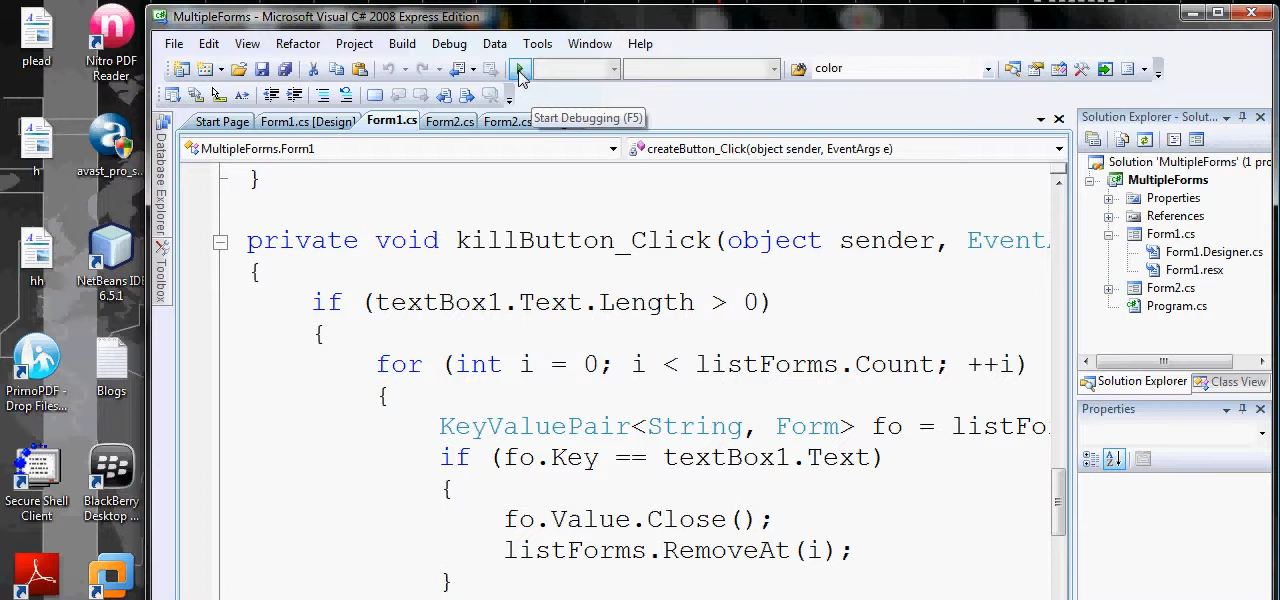 MultipleForms - Microsoft Visual C# 2008 Express Edition
File Edit View Refactor Project Build Debug Data Tools Window Help
color
Start Debugging (F5)
Start Page Form1.cs [Design] Form1.cs Form2.cs Form2.cs
MultipleForms.Form1 createButton_Click(object sender, EventArgs e)
}
private void killButton_Click(object sender, EventA
{
if (textBox1.Text.Length > 0)
{
for (int i = 0; i < listForms.Count; ++i)
{
KeyValuePair<String, Form> fo = listFo
if (fo.Key == textBox1.Text)
{
fo.Value.Close();
listForms.RemoveAt(i);
}
Database Explorer
Toolbox
Solution Explorer - Solut...
Solution 'MultipleForms' (1 pro
MultipleForms
Properties
References
Form1.cs
Form1.Designer.cs
Form1.resx
Form2.cs
Program.cs
Solution Explorer Class View
Properties
plead
Nitro PDF
Reader
h
avast_pro_s...
hh
NetBeans IDE
6.5.1
PrimoPDF -
Drop Files...
Blogs
Secure Shell
Client
BlackBerry
Desktop ...